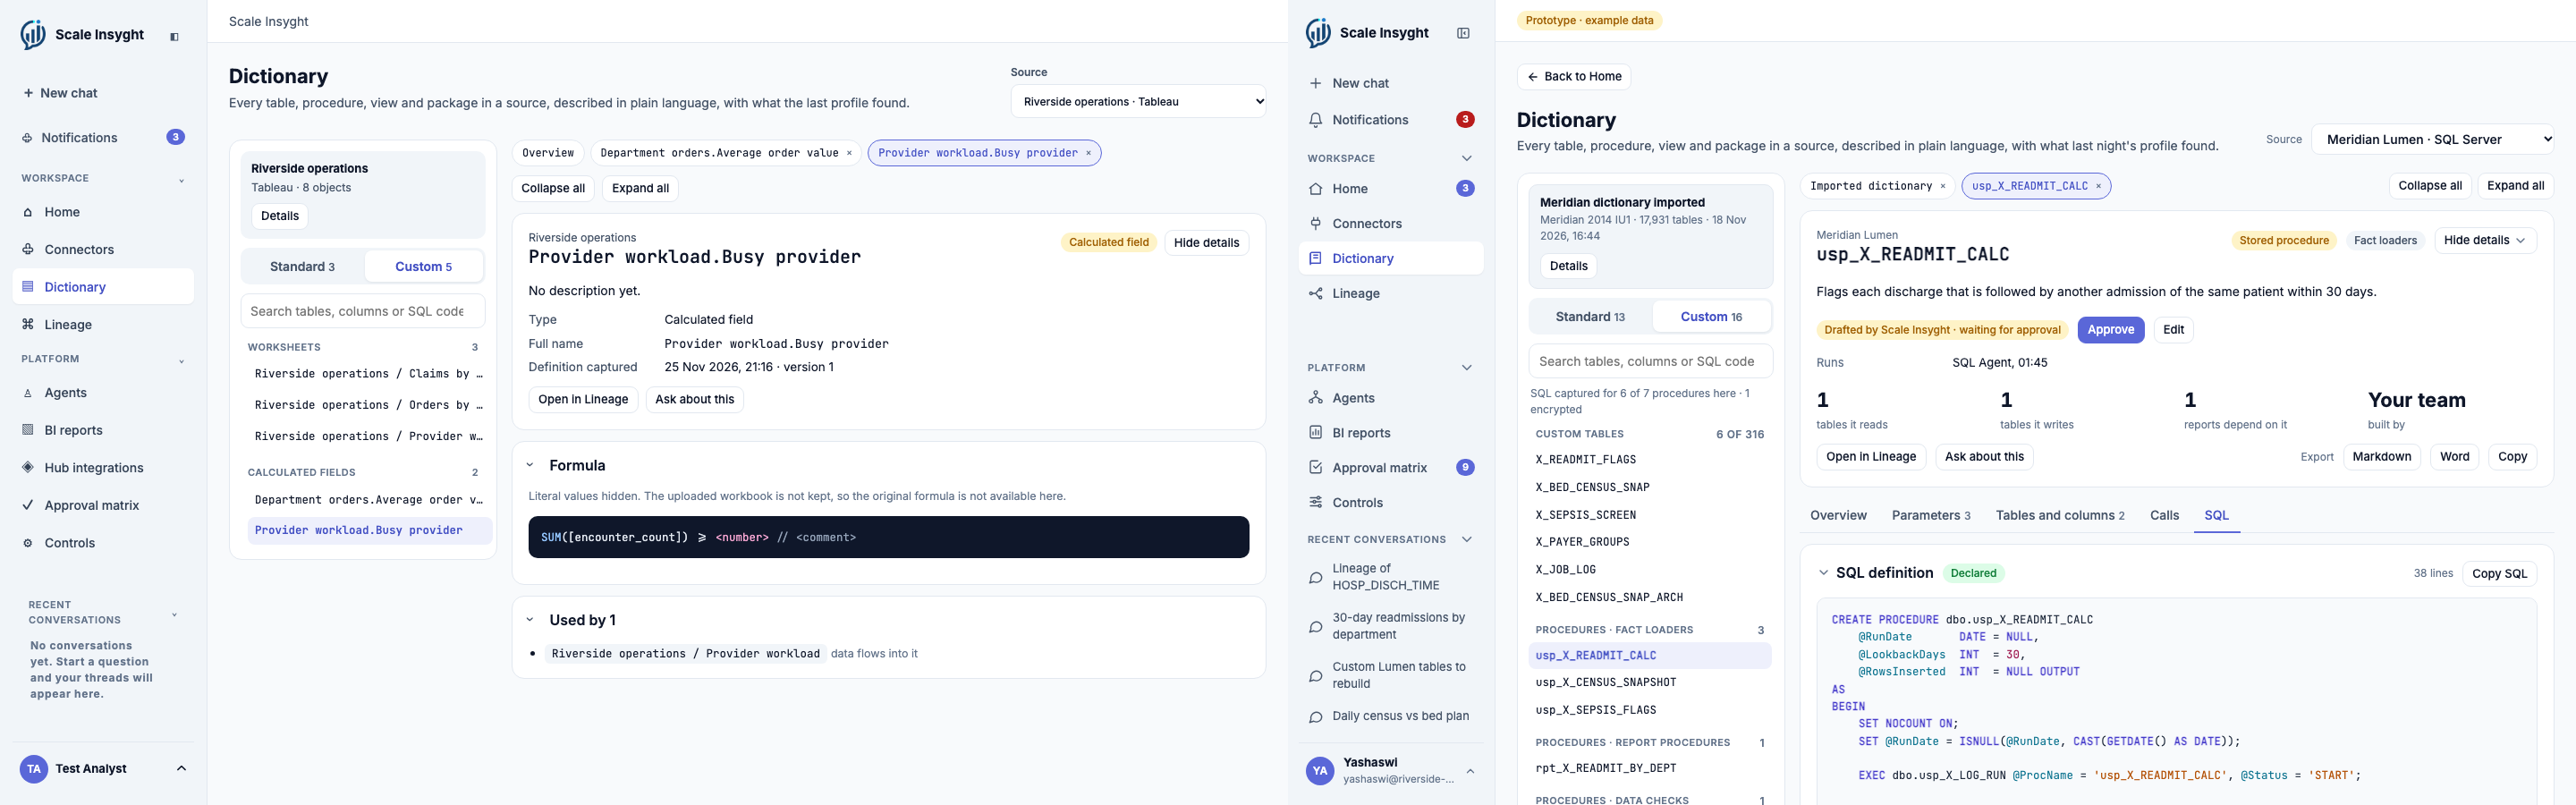 Scale Insyght
+ New chat
Notifications 3
WORKSPACE
Home
Connectors
Dictionary
Lineage
PLATFORM
Agents
BI reports
Hub integrations
Approval matrix
Controls
RECENT
CONVERSATIONS
No conversations
yet. Start a question
and your threads will
appear here.
TA Test Analyst
Scale Insyght
Dictionary
Every table, procedure, view and package in a source, described in plain language, with what the last profile found.
Source
Riverside operations · Tableau
Riverside operations
Tableau · 8 objects
Details
Standard 3 Custom 5
Search tables, columns or SQL code
WORKSHEETS 3
Riverside operations / Claims by …
Riverside operations / Orders by …
Riverside operations / Provider w…
CALCULATED FIELDS 2
Department orders.Average order v…
Provider workload.Busy provider
Overview Department orders.Average order value × Provider workload.Busy provider ×
Collapse all Expand all
Riverside operations
Provider workload.Busy provider
Calculated field Hide details
No description yet.
Type Calculated field
Full name Provider workload.Busy provider
Definition captured 25 Nov 2026, 21:16 · version 1
Open in Lineage Ask about this
Formula
Literal values hidden. The uploaded workbook is not kept, so the original formula is not available here.
SUM([encounter_count]) >= <number> // <comment>
Used by 1
• Riverside operations / Provider workload data flows into it
Scale Insyght
+ New chat
Notifications 3
WORKSPACE
Home 3
Connectors
Dictionary
Lineage
PLATFORM
Agents
BI reports
Approval matrix 9
Controls
RECENT CONVERSATIONS
Lineage of
HOSP_DISCH_TIME
30-day readmissions by
department
Custom Lumen tables to
rebuild
Daily census vs bed plan
YA Yashaswi
yashaswi@riverside-...
Prototype · example data
← Back to Home
Dictionary
Every table, procedure, view and package in a source, described in plain language, with what last night's profile found.
Source Meridian Lumen · SQL Server
Meridian dictionary imported
Meridian 2014 IU1 · 17,931 tables · 18 Nov
2026, 16:44
Details
Standard 13 Custom 16
Search tables, columns or SQL code
SQL captured for 6 of 7 procedures here · 1
encrypted
CUSTOM TABLES 6 OF 316
X_READMIT_FLAGS
X_BED_CENSUS_SNAP
X_SEPSIS_SCREEN
X_PAYER_GROUPS
X_JOB_LOG
X_BED_CENSUS_SNAP_ARCH
PROCEDURES · FACT LOADERS 3
usp_X_READMIT_CALC
usp_X_CENSUS_SNAPSHOT
usp_X_SEPSIS_FLAGS
PROCEDURES · REPORT PROCEDURES 1
rpt_X_READMIT_BY_DEPT
PROCEDURES · DATA CHECKS 1
Imported dictionary × usp_X_READMIT_CALC × Collapse all Expand all
Meridian Lumen
usp_X_READMIT_CALC
Stored procedure Fact loaders Hide details
Flags each discharge that is followed by another admission of the same patient within 30 days.
Drafted by Scale Insyght · waiting for approval Approve Edit
Runs SQL Agent, 01:45
1 1 1 Your team
tables it reads tables it writes reports depend on it built by
Open in Lineage Ask about this Export Markdown Word Copy
Overview Parameters 3 Tables and columns 2 Calls SQL
SQL definition Declared 38 lines Copy SQL
CREATE PROCEDURE dbo.usp_X_READMIT_CALC
@RunDate DATE = NULL,
@LookbackDays INT = 30,
@RowsInserted INT = NULL OUTPUT
AS
BEGIN
SET NOCOUNT ON;
SET @RunDate = ISNULL(@RunDate, CAST(GETDATE() AS DATE));
EXEC dbo.usp_X_LOG_RUN @ProcName = 'usp_X_READMIT_CALC', @Status = 'START';